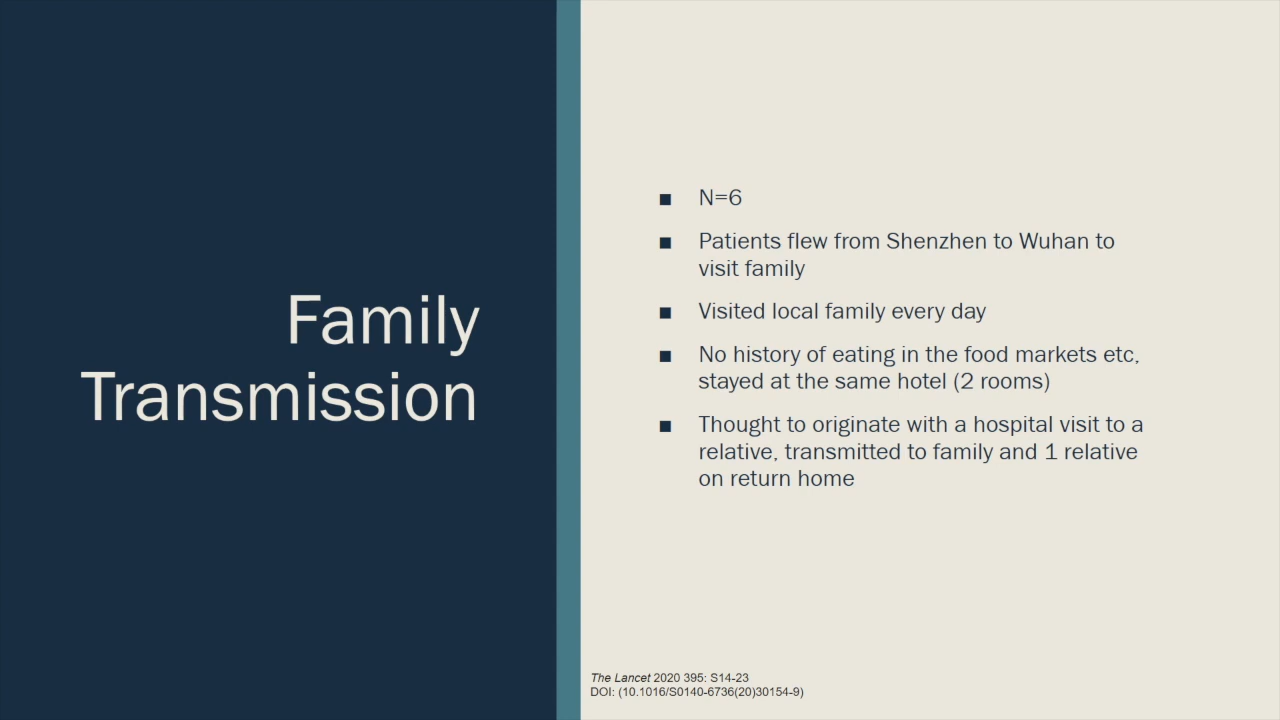 Family
Transmission
■ N=6
■ Patients flew from Shenzhen to Wuhan to
visit family
■ Visited local family every day
■ No history of eating in the food markets etc,
stayed at the same hotel (2 rooms)
■ Thought to originate with a hospital visit to a
relative, transmitted to family and 1 relative
on return home
The Lancet 2020 395: S14-23
DOI: (10.1016/S0140-6736(20)30154-9)